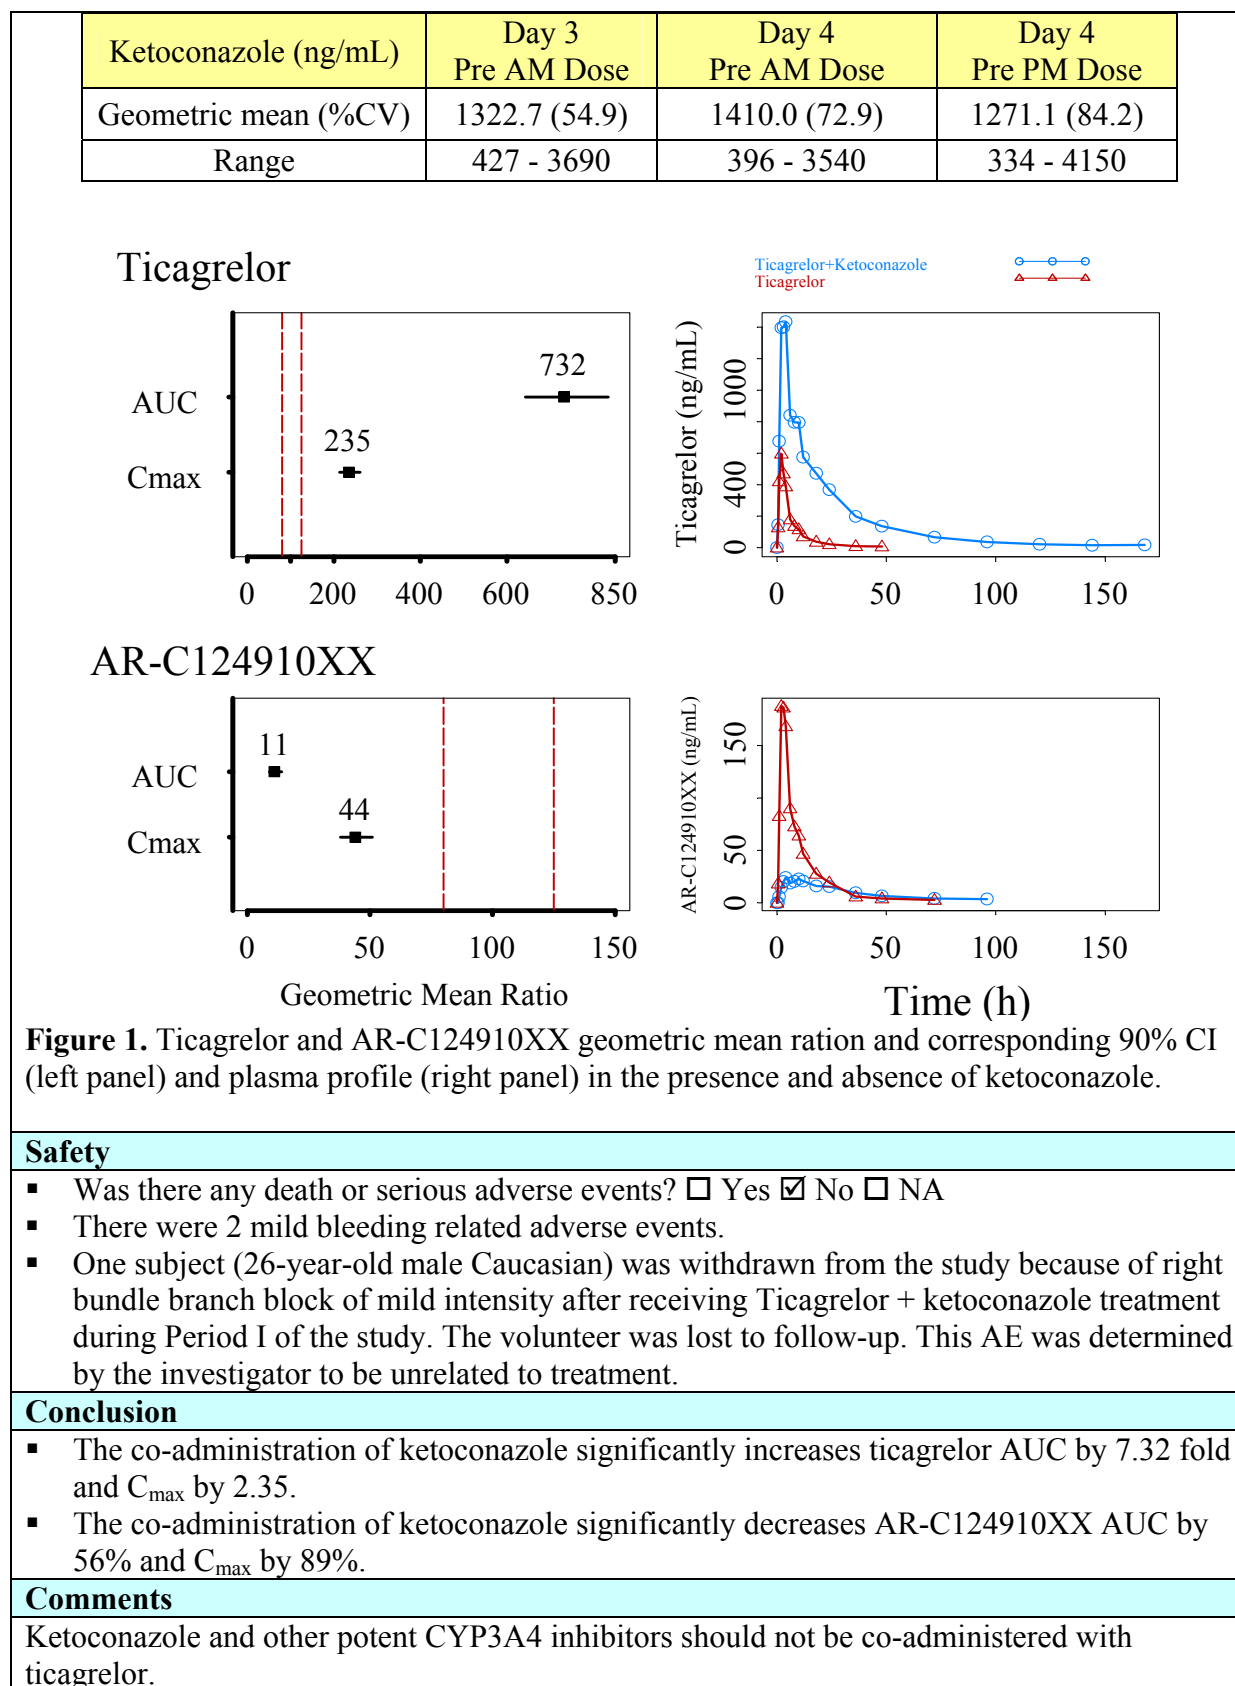 Ketoconazole (ng/mL) Day 3 Pre AM Dose Day 4 Pre AM Dose Day 4 Pre PM Dose
Geometric mean (%CV) 1322.7 (54.9) 1410.0 (72.9) 1271.1 (84.2)
Range 427 - 3690 396 - 3540 334 - 4150
Ticagrelor
AUC
Cmax
732
235
0 200 400 600 850
Ticagrelor+Ketoconazole
Ticagrelor
Ticagrelor (ng/mL)
0 400 1000
0 50 100 150
AR-C124910XX
AUC
Cmax
11
44
0 50 100 150
Geometric Mean Ratio
AR-C124910XX (ng/mL)
0 50 150
0 50 100 150
Time (h)
Figure 1. Ticagrelor and AR-C124910XX geometric mean ration and corresponding 90% CI
(left panel) and plasma profile (right panel) in the presence and absence of ketoconazole.
Safety
▪ Was there any death or serious adverse events? ☐ Yes ☑ No ☐ NA
▪ There were 2 mild bleeding related adverse events.
▪ One subject (26-year-old male Caucasian) was withdrawn from the study because of right
bundle branch block of mild intensity after receiving Ticagrelor + ketoconazole treatment
during Period I of the study. The volunteer was lost to follow-up. This AE was determined
by the investigator to be unrelated to treatment.
Conclusion
▪ The co-administration of ketoconazole significantly increases ticagrelor AUC by 7.32 fold
and Cmax by 2.35.
▪ The co-administration of ketoconazole significantly decreases AR-C124910XX AUC by
56% and Cmax by 89%.
Comments
Ketoconazole and other potent CYP3A4 inhibitors should not be co-administered with
ticagrelor.